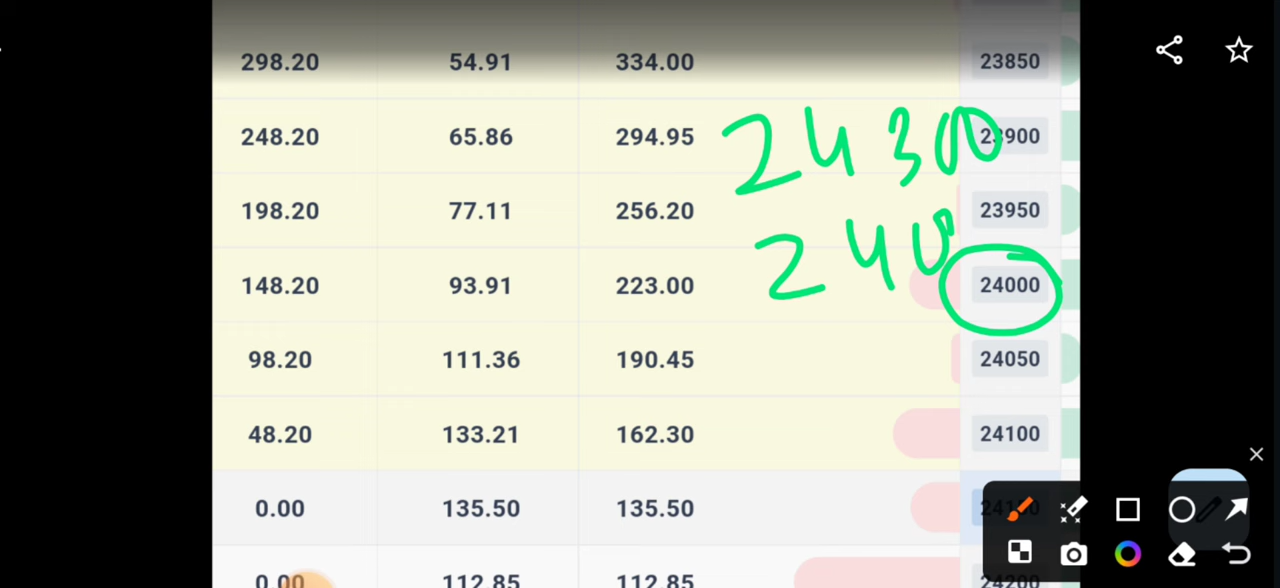 298.20 54.91 334.00 23850
24300
248.20 65.86 294.95 23900
198.20 77.11 256.20 23950
240
148.20 93.91 223.00 24000
98.20 111.36 190.45 24050
48.20 133.21 162.30 24100
0.00 135.50 135.50
0.00 112.85 112.85 24200